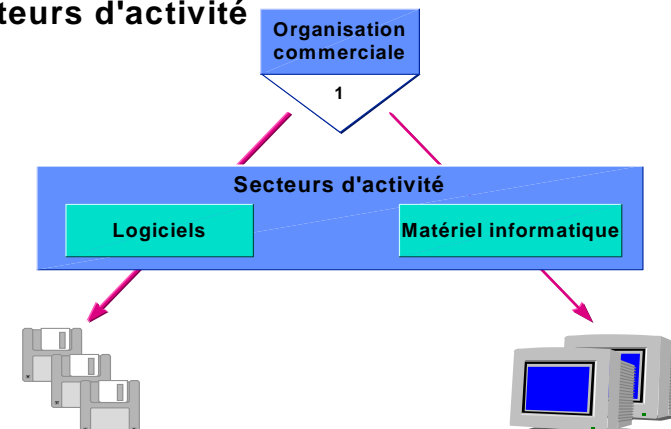 teurs d'activité
Organisation
commerciale
1
Secteurs d'activité
Logiciels
Matériel informatique